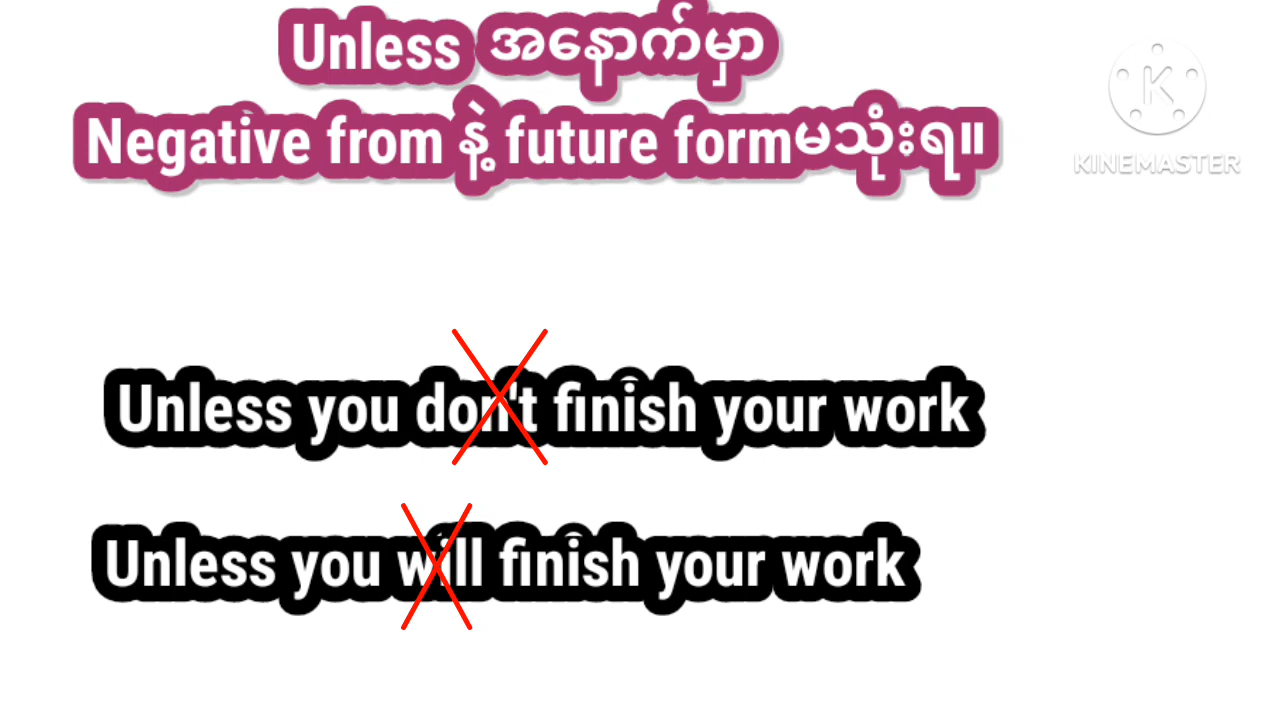 Unless အနောက်မှာ
Negative from နဲ့ future formမသုံးရ။
KINEMASTER
Unless you don't finish your work
Unless you will finish your work